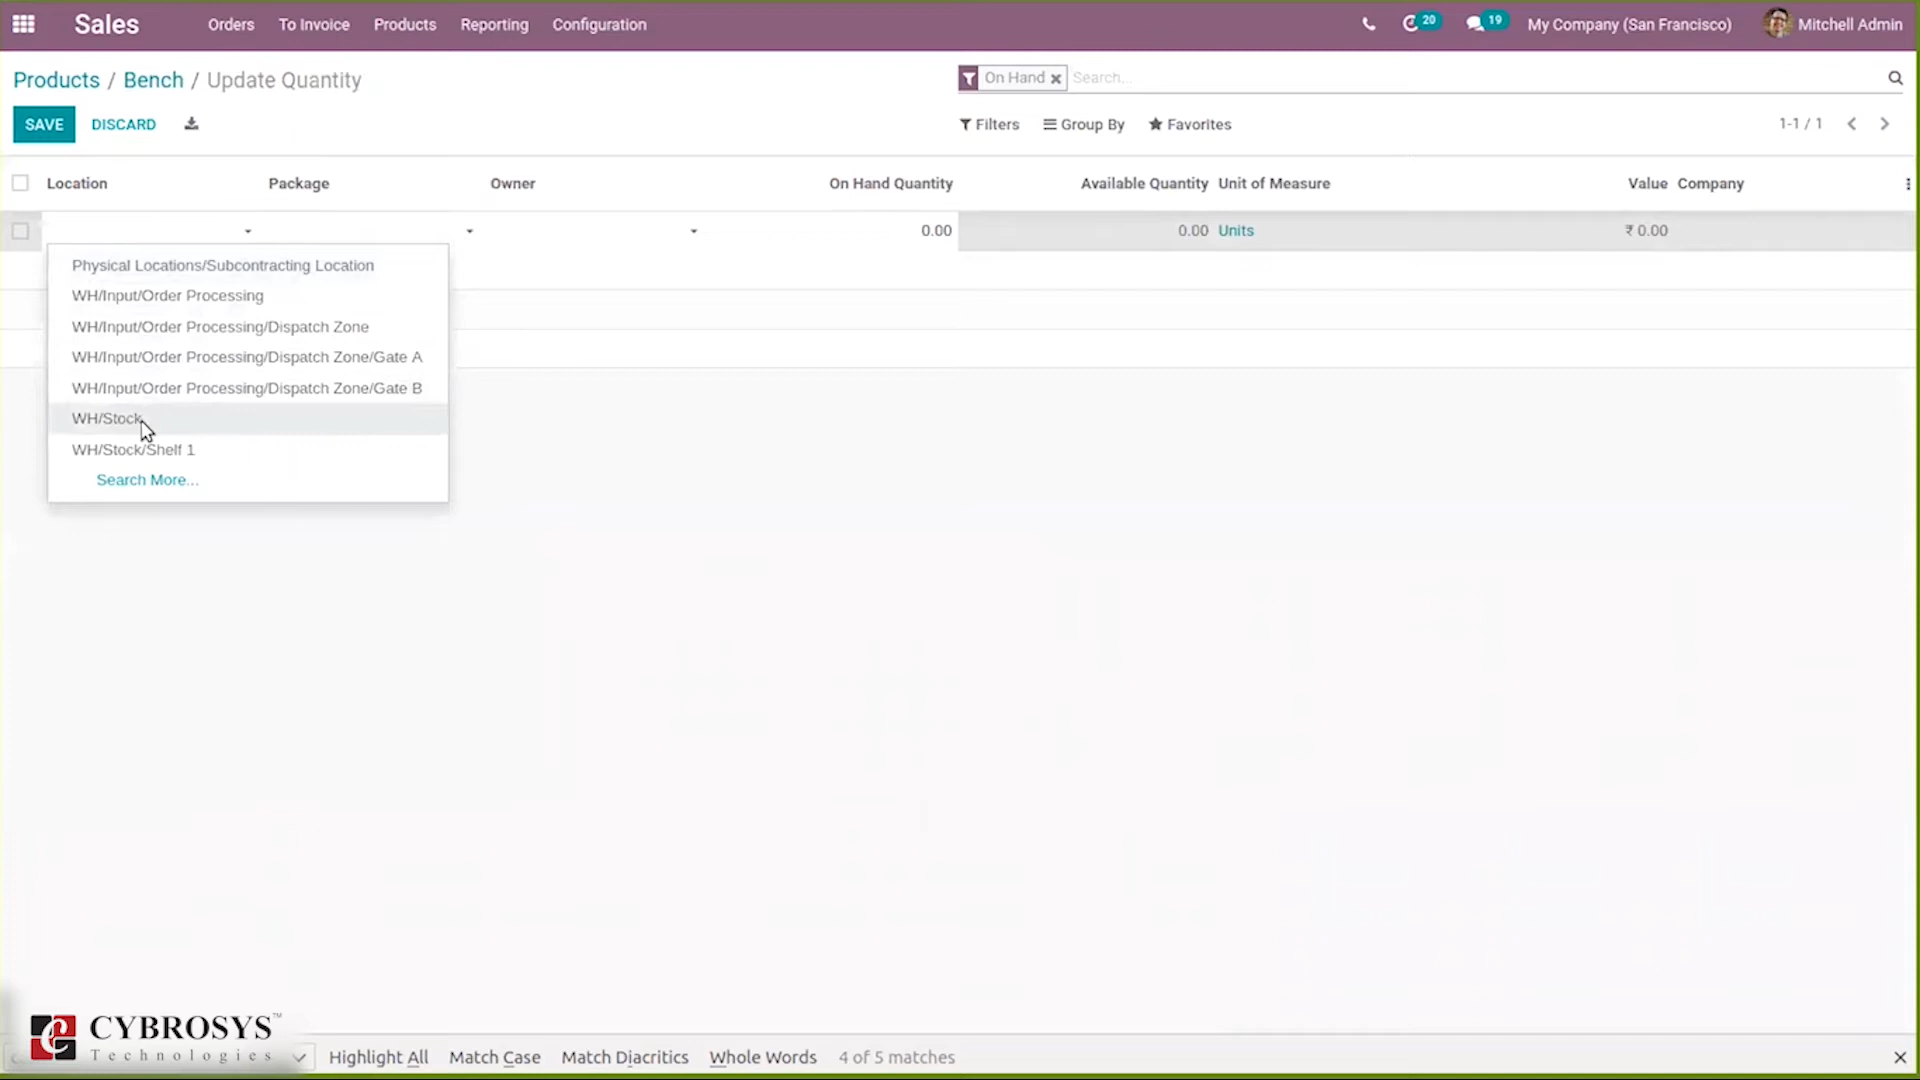 Sales Orders To Invoice Products Reporting Configuration 20 19 My Company (San Francisco) Mitchell Admin
Products / Bench / Update Quantity On Hand Search...
SAVE DISCARD Filters Group By Favorites 1-1 / 1
Location Package Owner On Hand Quantity Available Quantity Unit of Measure Value Company
0.00 0.00 Units ₹ 0.00
Physical Locations/Subcontracting Location
WH/Input/Order Processing
WH/Input/Order Processing/Dispatch Zone
WH/Input/Order Processing/Dispatch Zone/Gate A
WH/Input/Order Processing/Dispatch Zone/Gate B
WH/Stock
WH/Stock/Shelf 1
Search More...
CYBROSYS™
Technologies
Highlight All Match Case Match Diacritics Whole Words 4 of 5 matches